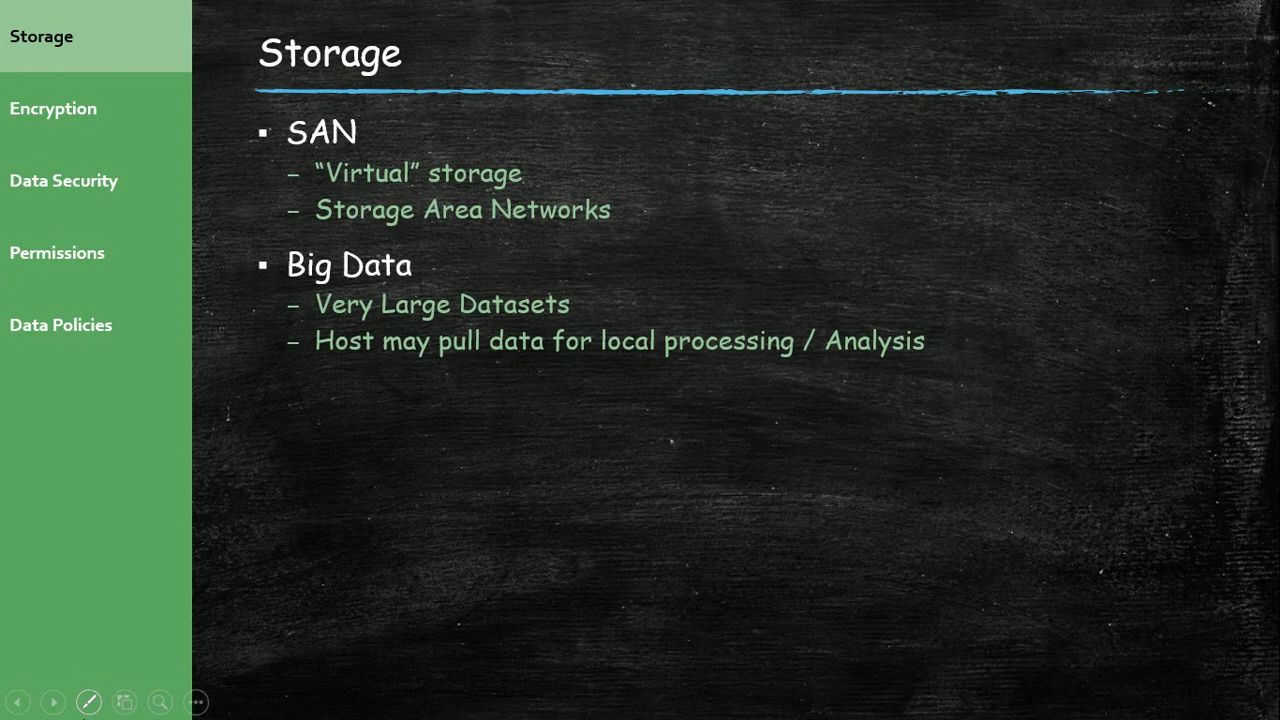 Storage
Encryption
Data Security
Permissions
Data Policies
Storage
▪ SAN
– “Virtual” storage
– Storage Area Networks
▪ Big Data
– Very Large Datasets
– Host may pull data for local processing / Analysis